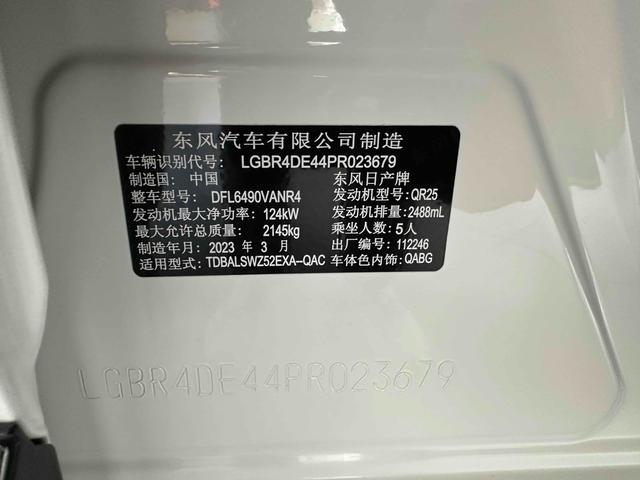 东风汽车有限公司制造
车辆识别代号: LGBR4DE44PR023679
制造国: 中国 东风日产牌
整车型号: DFL6490VANR4 发动机型号: QR25
发动机最大净功率: 124kW 发动机排量: 2488mL
最大允许总质量: 2145kg 乘坐人数: 5人
制造年月: 2023 年 3 月 出厂编号: 112246
适用型式: TDBALSWZ52EXA--QAC 车体色内饰: QABG
LGBR4DE44PR023679